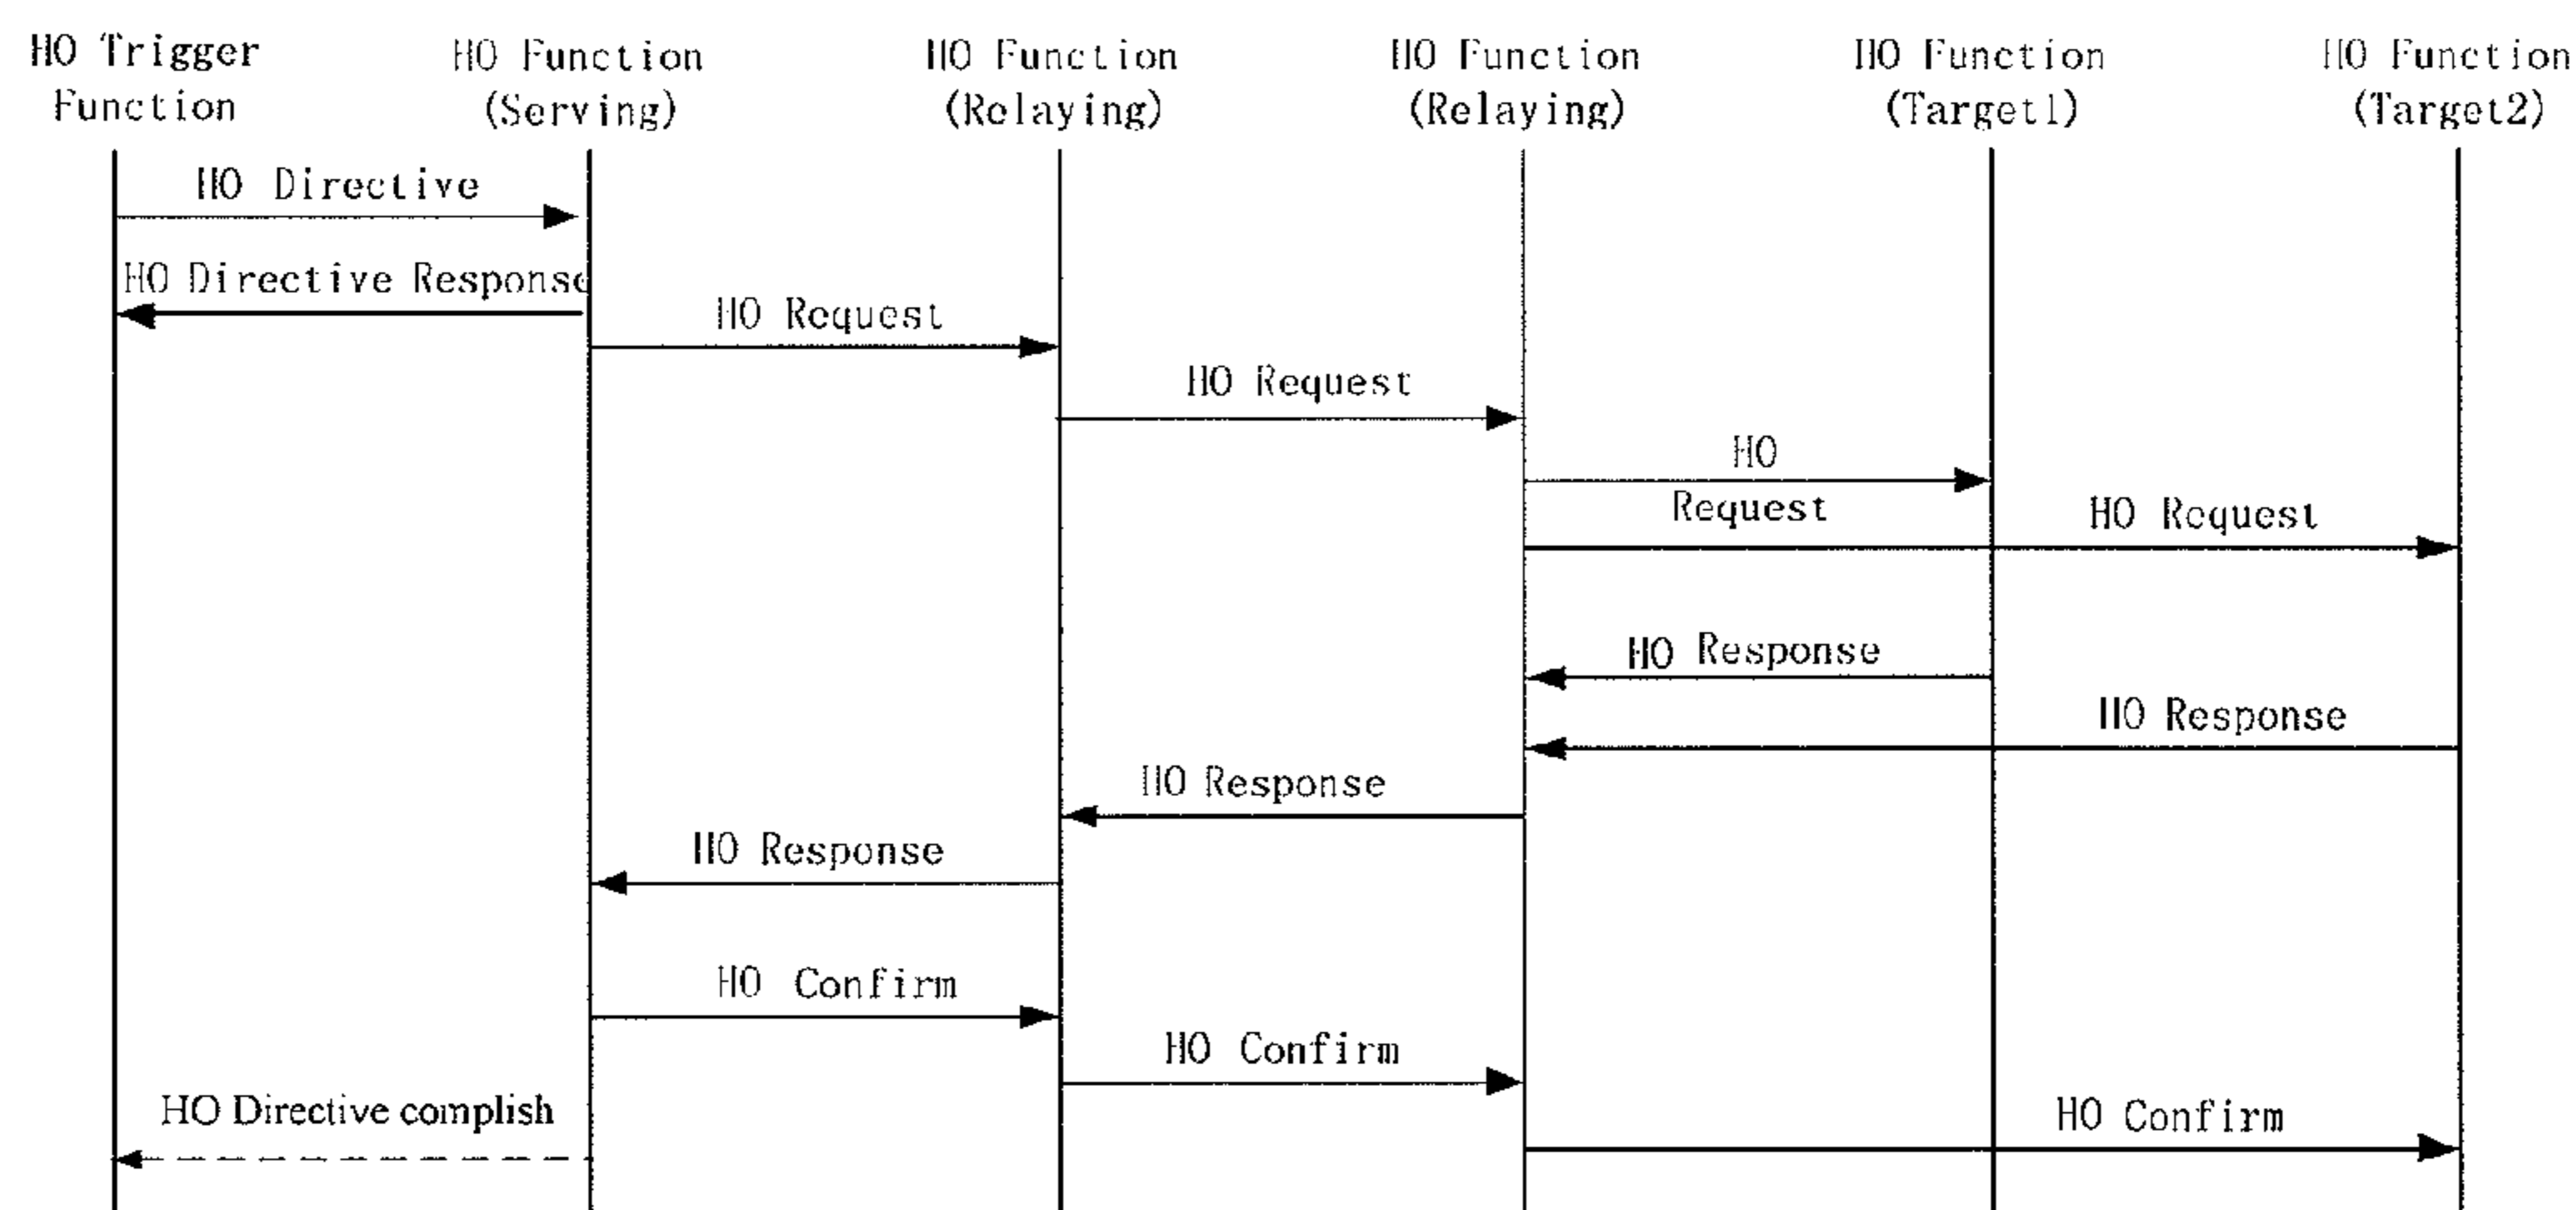 HO Trigger
Function
HO Function
(Serving)
HO Function
(Relaying)
HO Function
(Relaying)
HO Function
(Target1)
HO Function
(Target2)
HO Directive
HO Directive Response
HO Request
HO Request
HO
Request
HO Request
HO Response
HO Response
HO Response
HO Response
HO Confirm
HO Confirm
HO Directive complish
HO Confirm